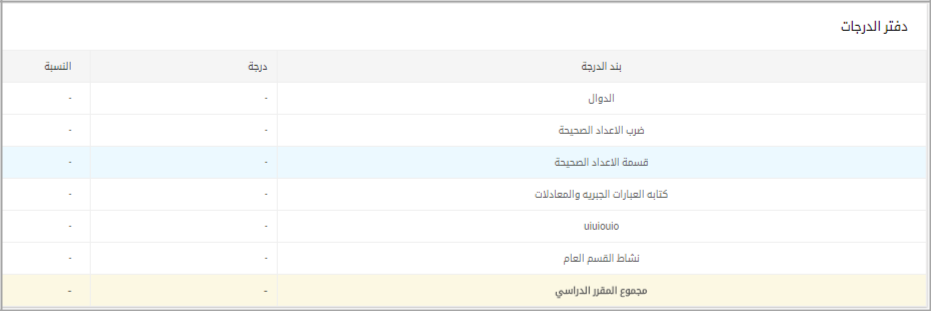 دفتر الدرجات
بند الدرجة درجة النسبة
الدوال - -
ضرب الاعداد الصحيحة - -
قسمة الاعداد الصحيحة - -
كتابه العبارات الجبريه والمعادلات - -
uiuiouio - -
نشاط القسم العام - -
مجموع المقرر الدراسي - -